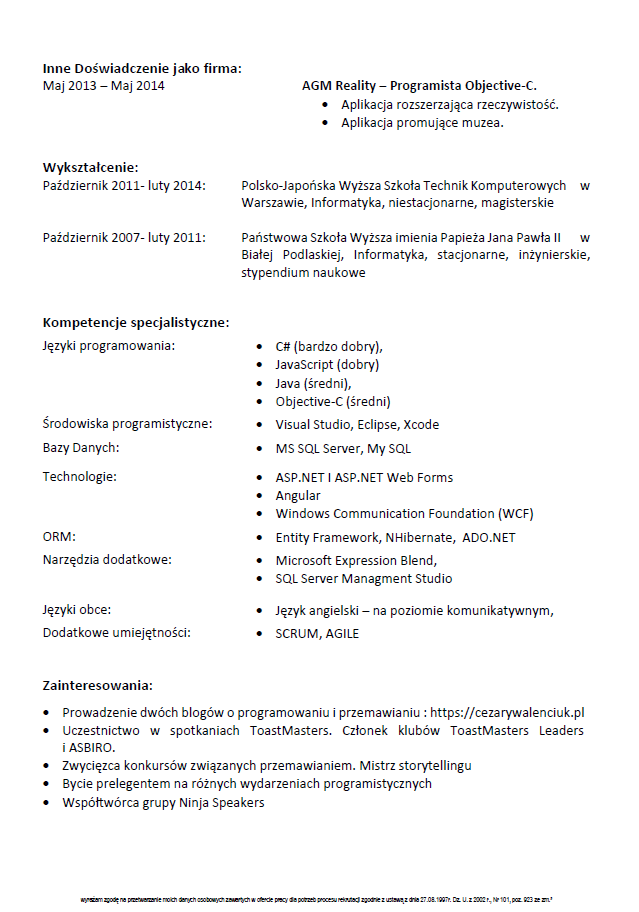 Inne Doświadczenie jako firma:
Maj 2013 – Maj 2014 AGM Reality – Programista Objective-C.
• Aplikacja rozszerzająca rzeczywistość.
• Aplikacja promujące muzea.
Wykształcenie:
Październik 2011- luty 2014: Polsko-Japońska Wyższa Szkoła Technik Komputerowych w
Warszawie, Informatyka, niestacjonarne, magisterskie
Październik 2007- luty 2011: Państwowa Szkoła Wyższa imienia Papieża Jana Pawła II w
Białej Podlaskiej, Informatyka, stacjonarne, inżynierskie,
stypendium naukowe
Kompetencje specjalistyczne:
Języki programowania: • C# (bardzo dobry),
• JavaScript (dobry)
• Java (średni),
• Objective-C (średni)
Środowiska programistyczne: • Visual Studio, Eclipse, Xcode
Bazy Danych: • MS SQL Server, My SQL
Technologie: • ASP.NET I ASP.NET Web Forms
• Angular
• Windows Communication Foundation (WCF)
ORM: • Entity Framework, NHibernate, ADO.NET
Narzędzia dodatkowe: • Microsoft Expression Blend,
• SQL Server Managment Studio
Języki obce: • Język angielski – na poziomie komunikatywnym,
Dodatkowe umiejętności: • SCRUM, AGILE
Zainteresowania:
• Prowadzenie dwóch blogów o programowaniu i przemawianiu : https://cezarywalenciuk.pl
• Uczestnictwo w spotkaniach ToastMasters. Członek klubów ToastMasters Leaders
i ASBIRO.
• Zwycięzca konkursów związanych przemawianiem. Mistrz storytellingu
• Bycie prelegentem na różnych wydarzeniach programistycznych
• Współtwórca grupy Ninja Speakers
wyrażam zgodę na przetwarzanie moich danych osobowych zawartych w ofercie pracy dla potrzeb procesu rekrutacji zgodnie z ustawą z dnia 27.08.1997r. Dz. U. z 2002 r., Nr 101, poz. 923 ze zm."